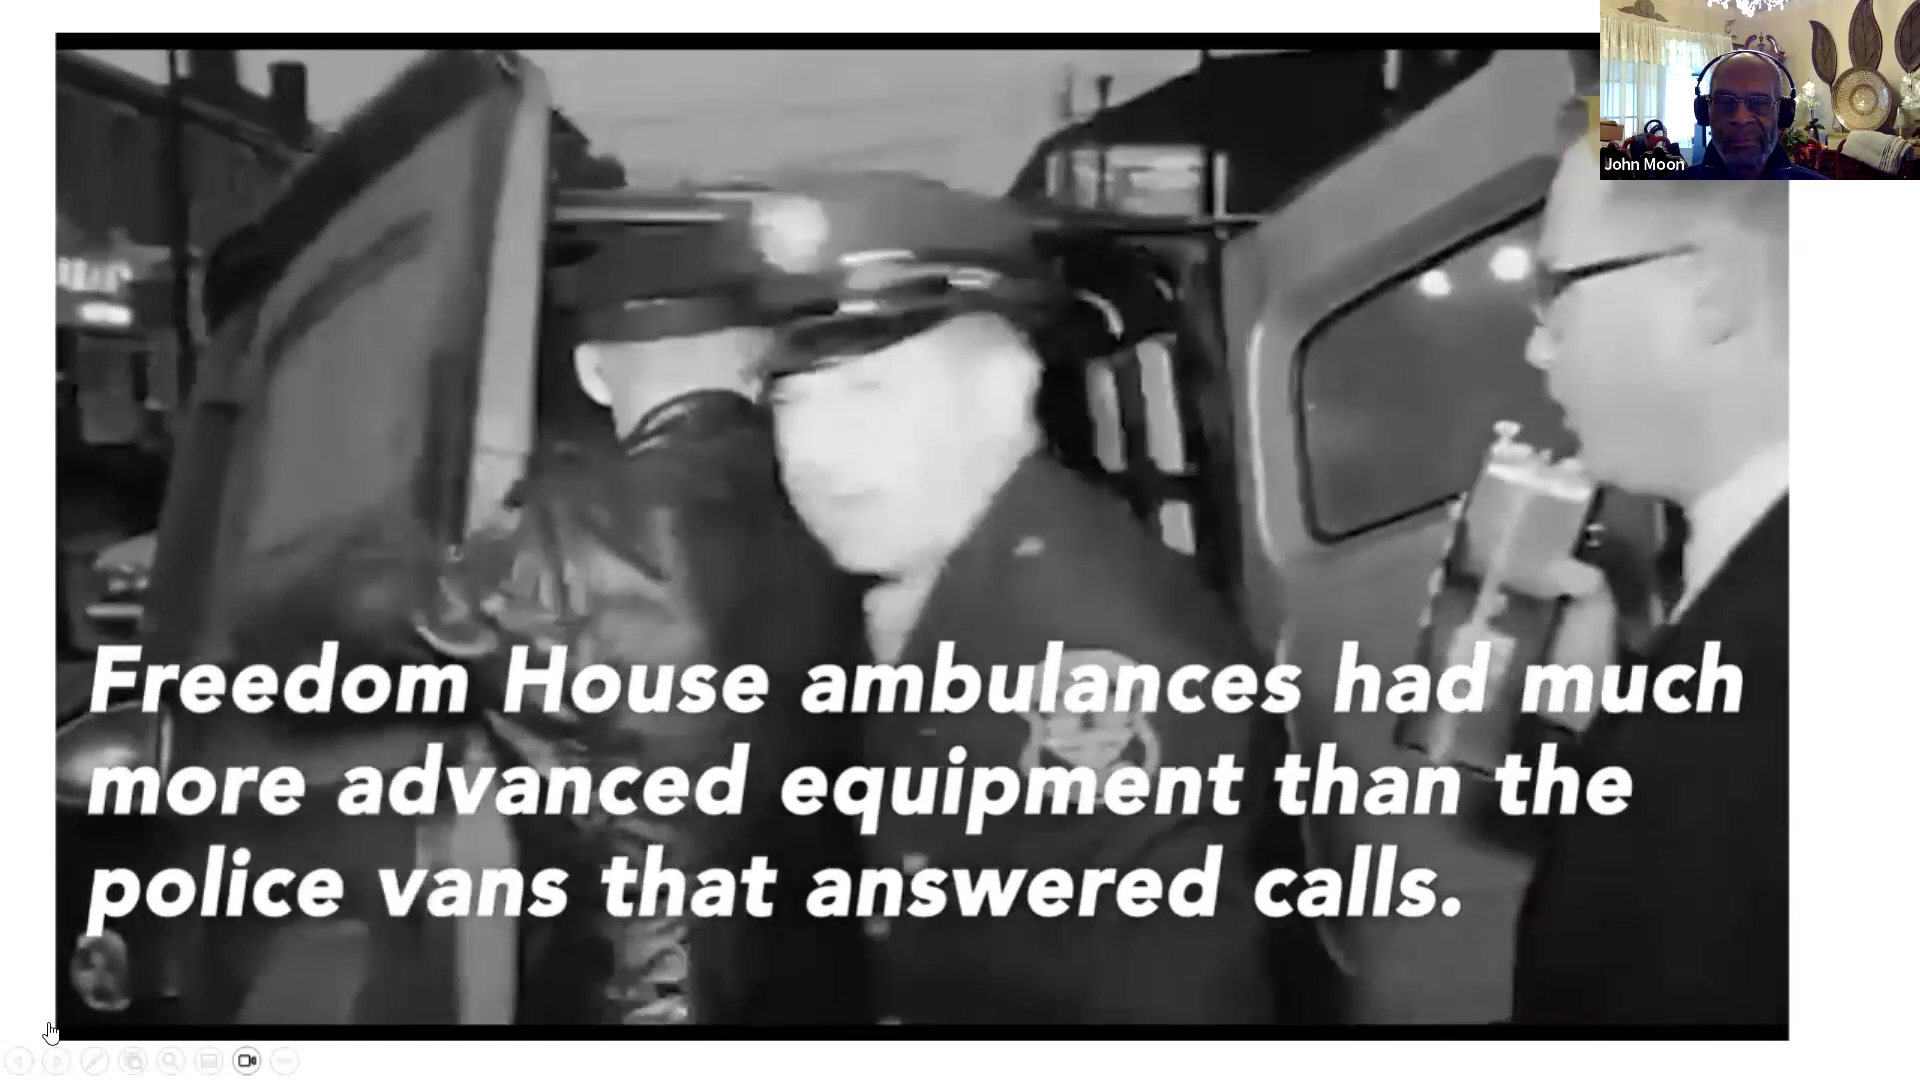 John Moon
Freedom House ambulances had much
more advanced equipment than the
police vans that answered calls.